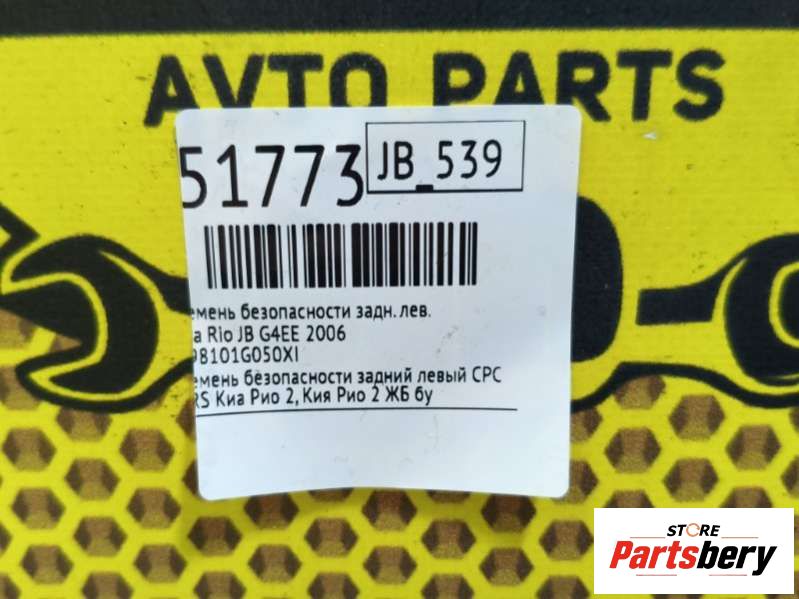 AVTO PARTS
51773 JB_539
емень безопасности задн. лев.
a Rio JB G4EE 2006
98101G050XI
емень безопасности задний левый СРС
RS Киа Рио 2, Кия Рио 2 ЖБ бу
STORE
Partsbery